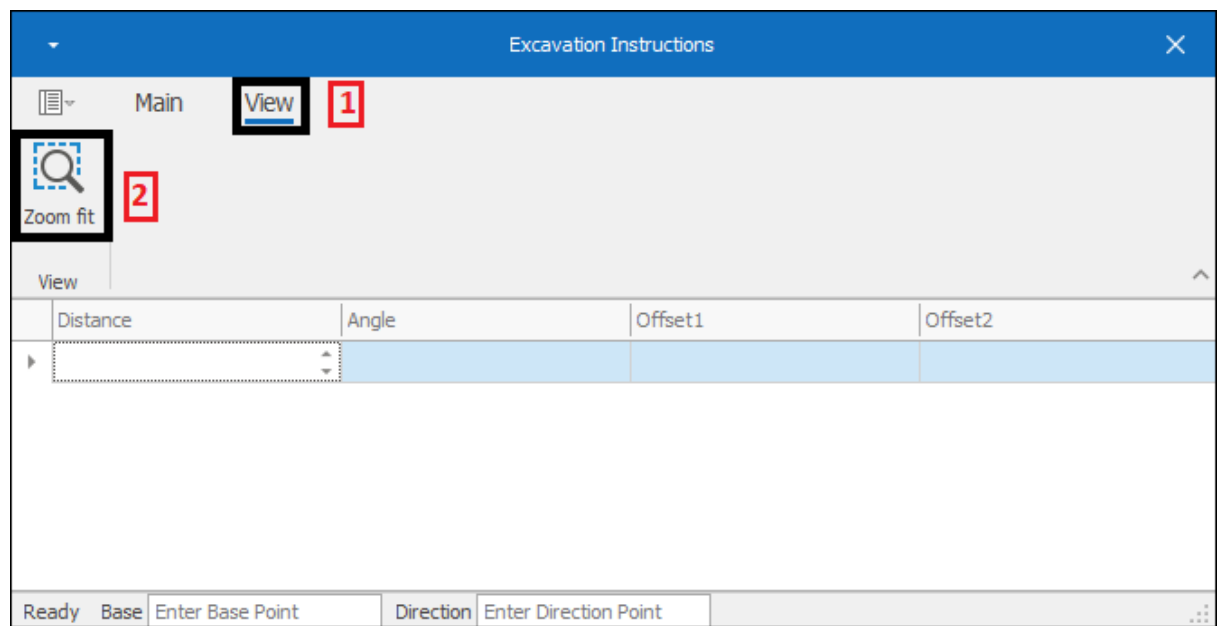 Excavation Instructions
Main View 1
2
Zoom fit
View
Distance Angle Offset1 Offset2
Ready Base Enter Base Point Direction Enter Direction Point